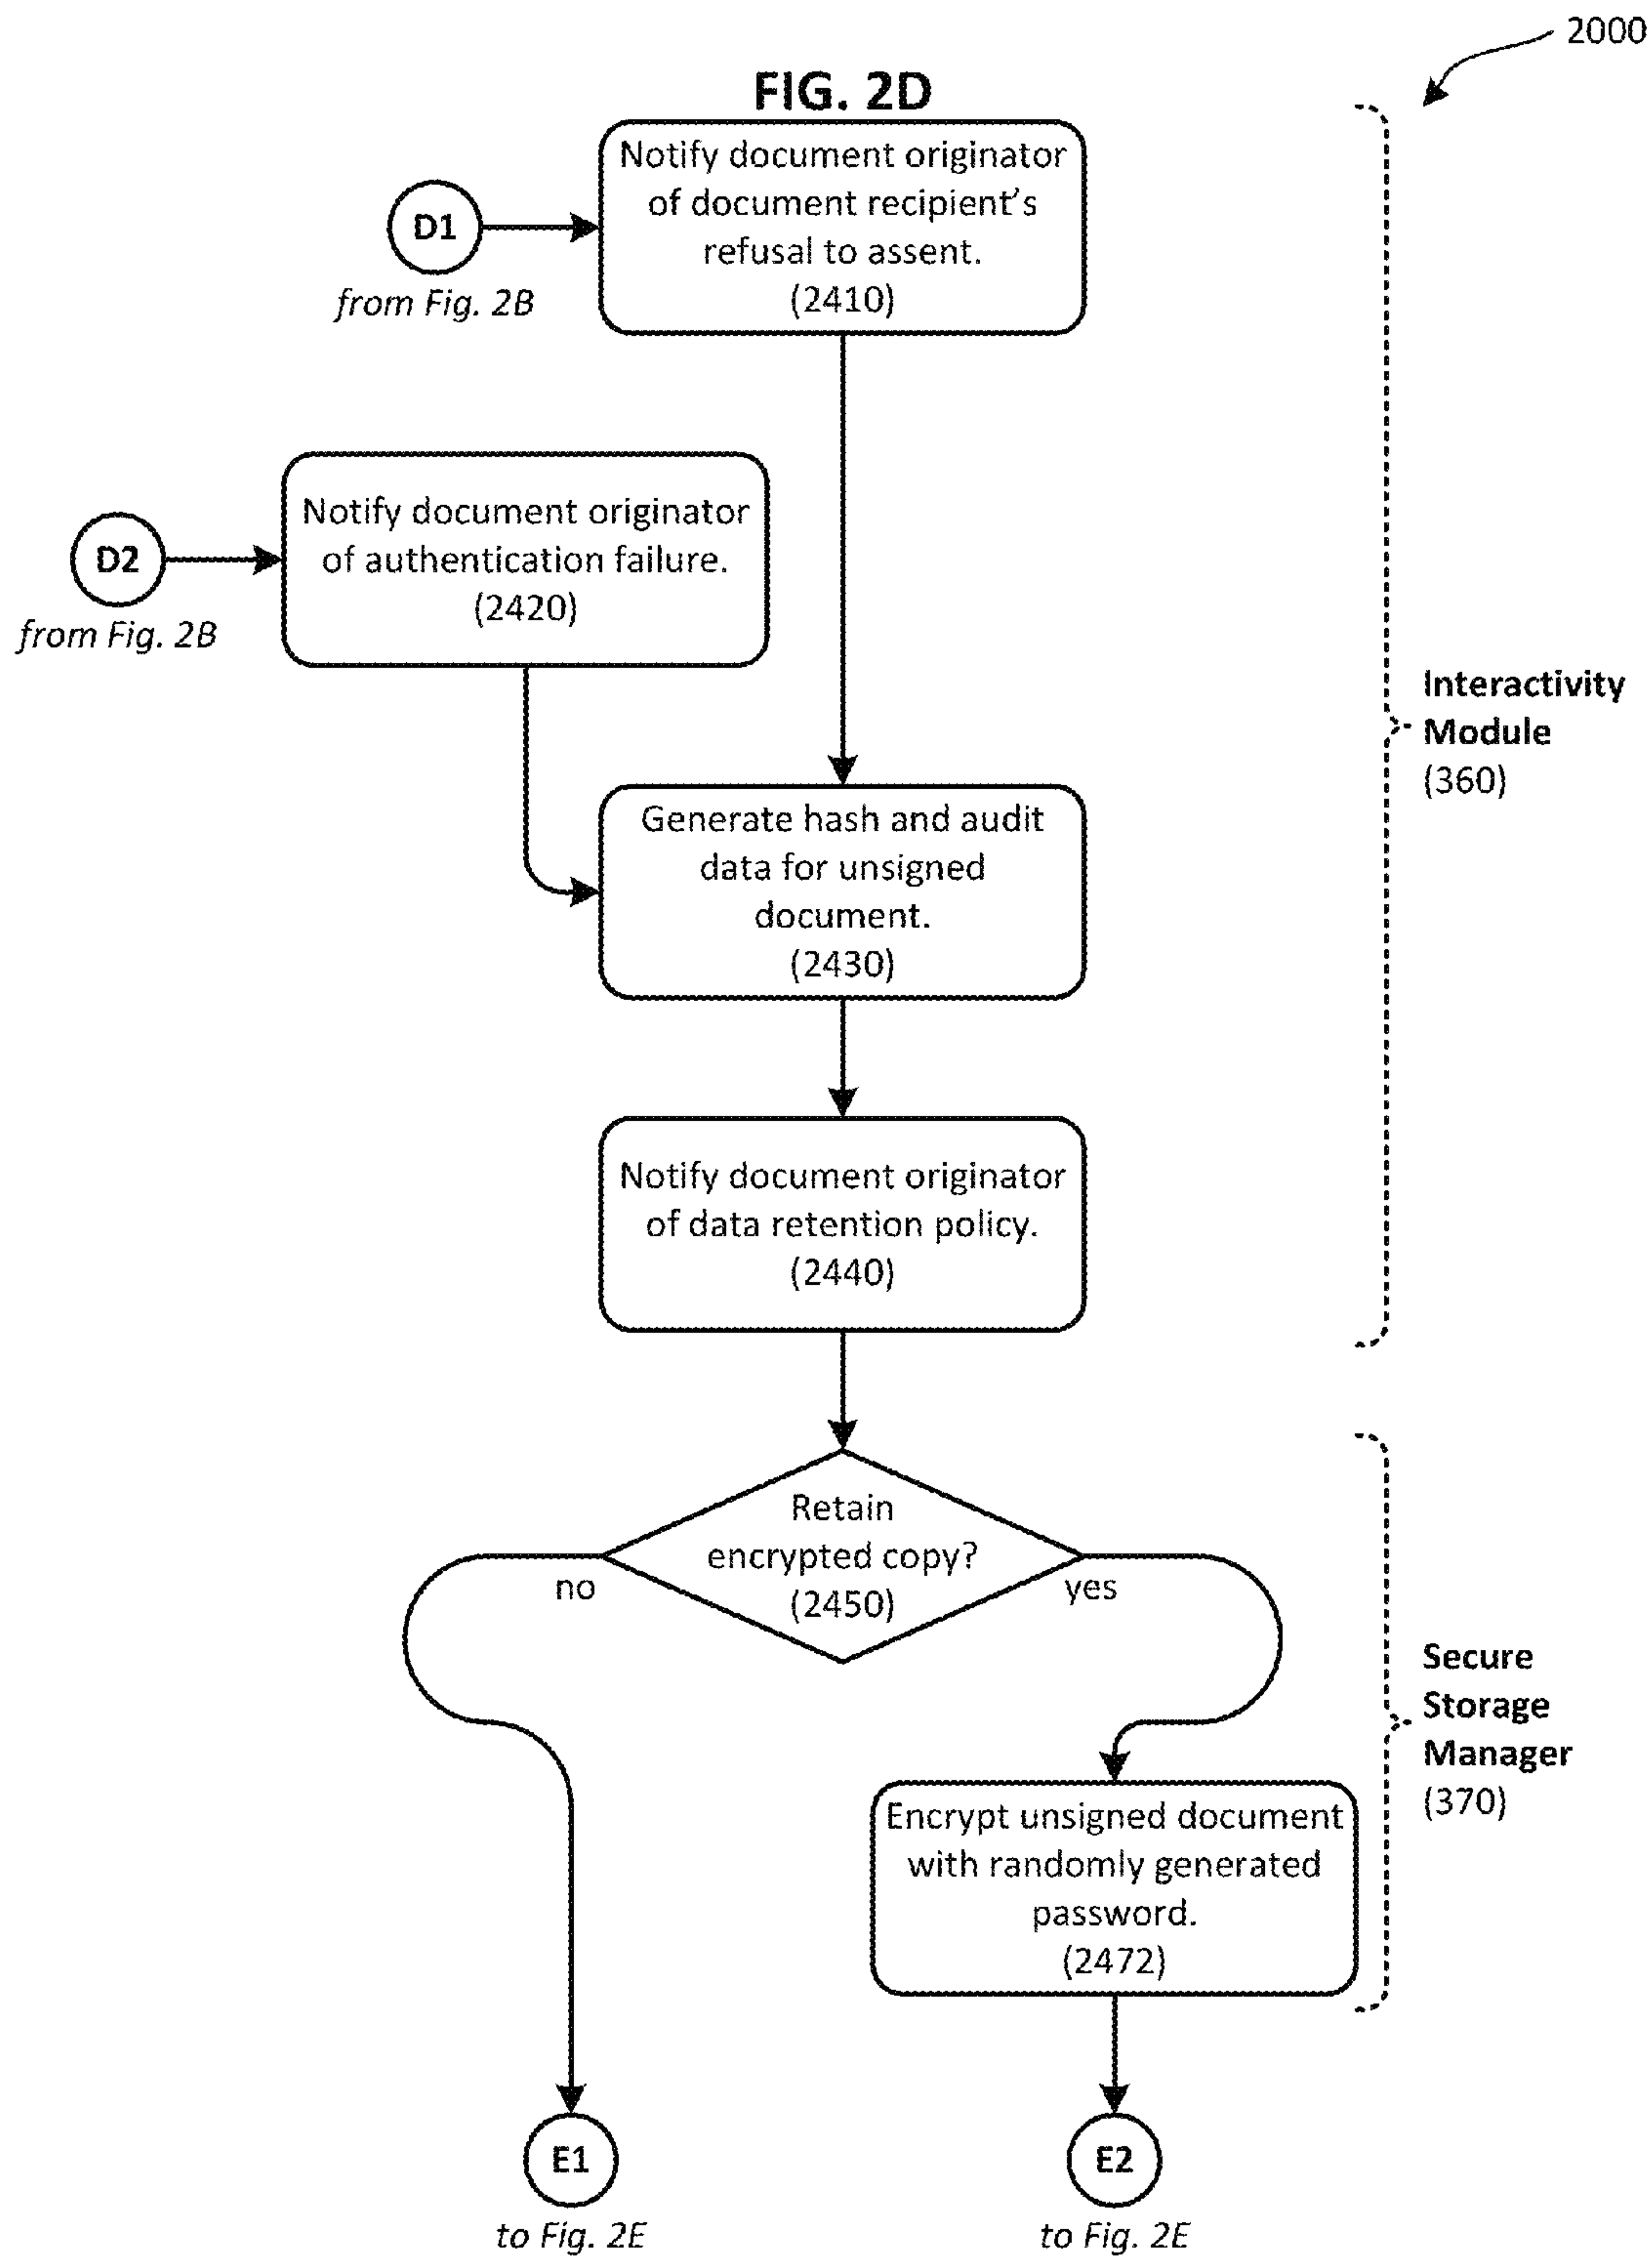 2000
FIG. 2D
Notify document originator
of document recipient's
refusal to assent.
(2410)
D1
from Fig. 2B
Notify document originator
of authentication failure.
(2420)
D2
from Fig. 2B
Interactivity
Module
(360)
Generate hash and audit
data for unsigned
document.
(2430)
Notify document originator
of data retention policy.
(2440)
Retain
encrypted copy?
(2450)
no
yes
Secure
Storage
Manager
(370)
Encrypt unsigned document
with randomly generated
password.
(2472)
E1
to Fig. 2E
E2
to Fig. 2E